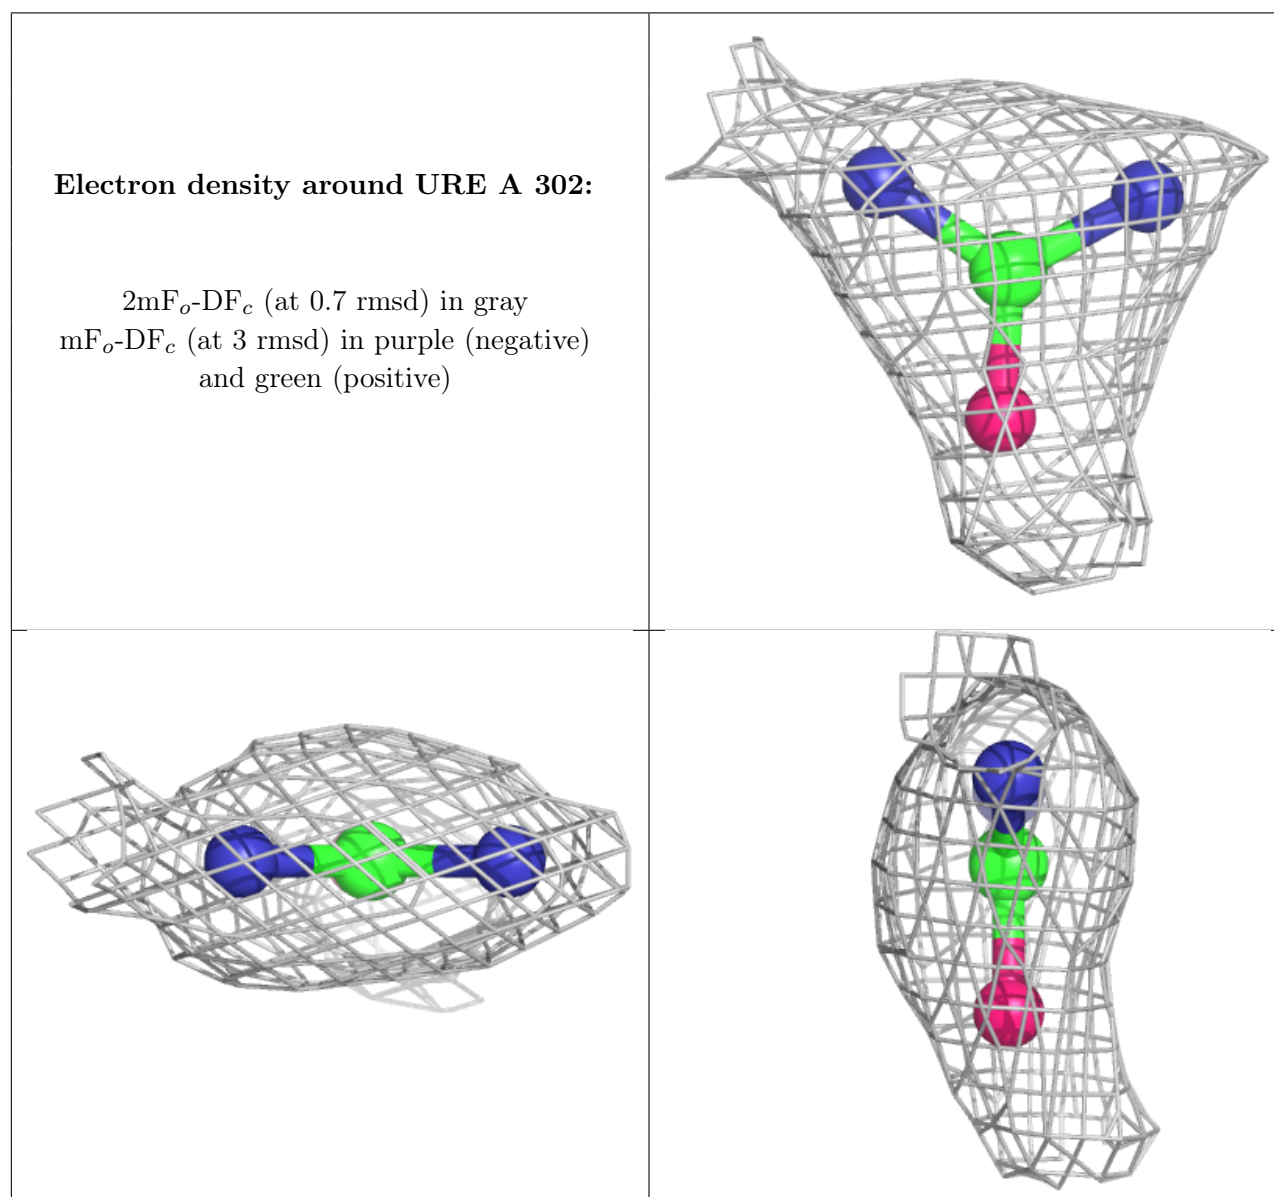 Electron density around URE A 302:
2mFo-DFc (at 0.7 rmsd) in gray
mFo-DFc (at 3 rmsd) in purple (negative)
and green (positive)